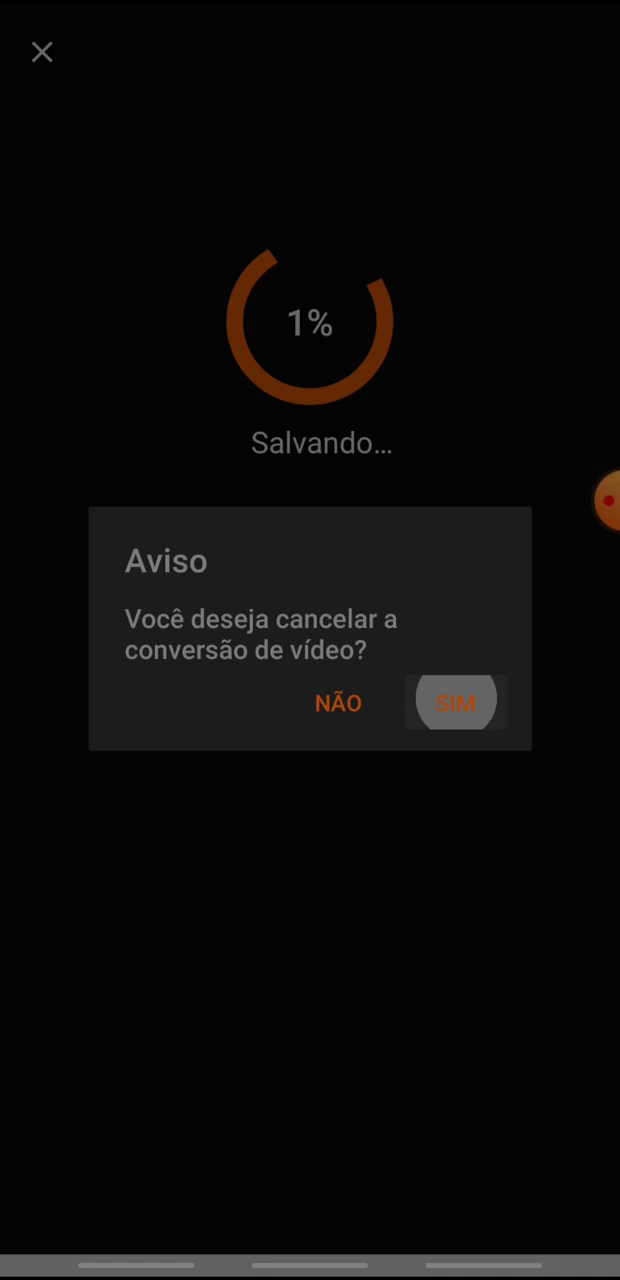 1%
Salvando...
Aviso
Você deseja cancelar a
conversão de vídeo?
NÃO SIM